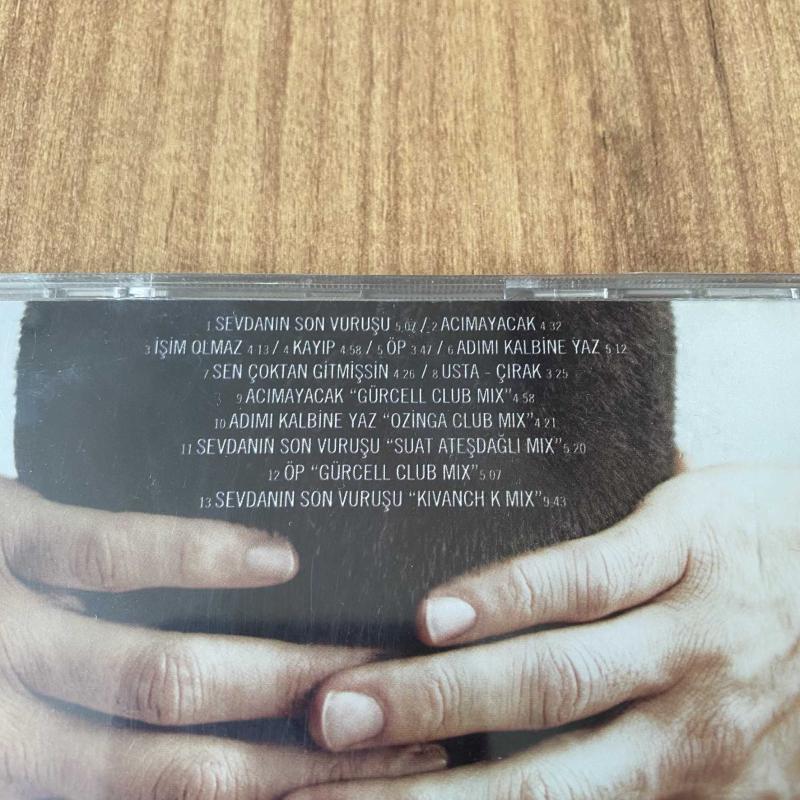 1 SEVDANIN SON VURUŞU 5.07 / 2 ACIMAYACAK 4.32
3 İŞİM OLMAZ 4.13 / 4 KAYIP 4.58 / 5 ÖP 3.47 / 6 ADIMI KALBİNE YAZ 5.12
7 SEN ÇOKTAN GİTMİŞSİN 4.26 / 8 USTA - ÇIRAK 3.25
9 ACIMAYACAK "GÜRCELL CLUB MIX" 4.58
10 ADIMI KALBİNE YAZ "OZİNGA CLUB MIX" 4.21
11 SEVDANIN SON VURUŞU "SUAT ATEŞDAĞLI MIX" 5.20
12 ÖP "GÜRCELL CLUB MIX" 5.07
13 SEVDANIN SON VURUŞU "KIVANCH K MIX" 9.43